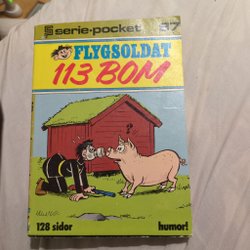 serie-pocket 57
FLYGSOLDAT
113 BOM
128 sidor humor!